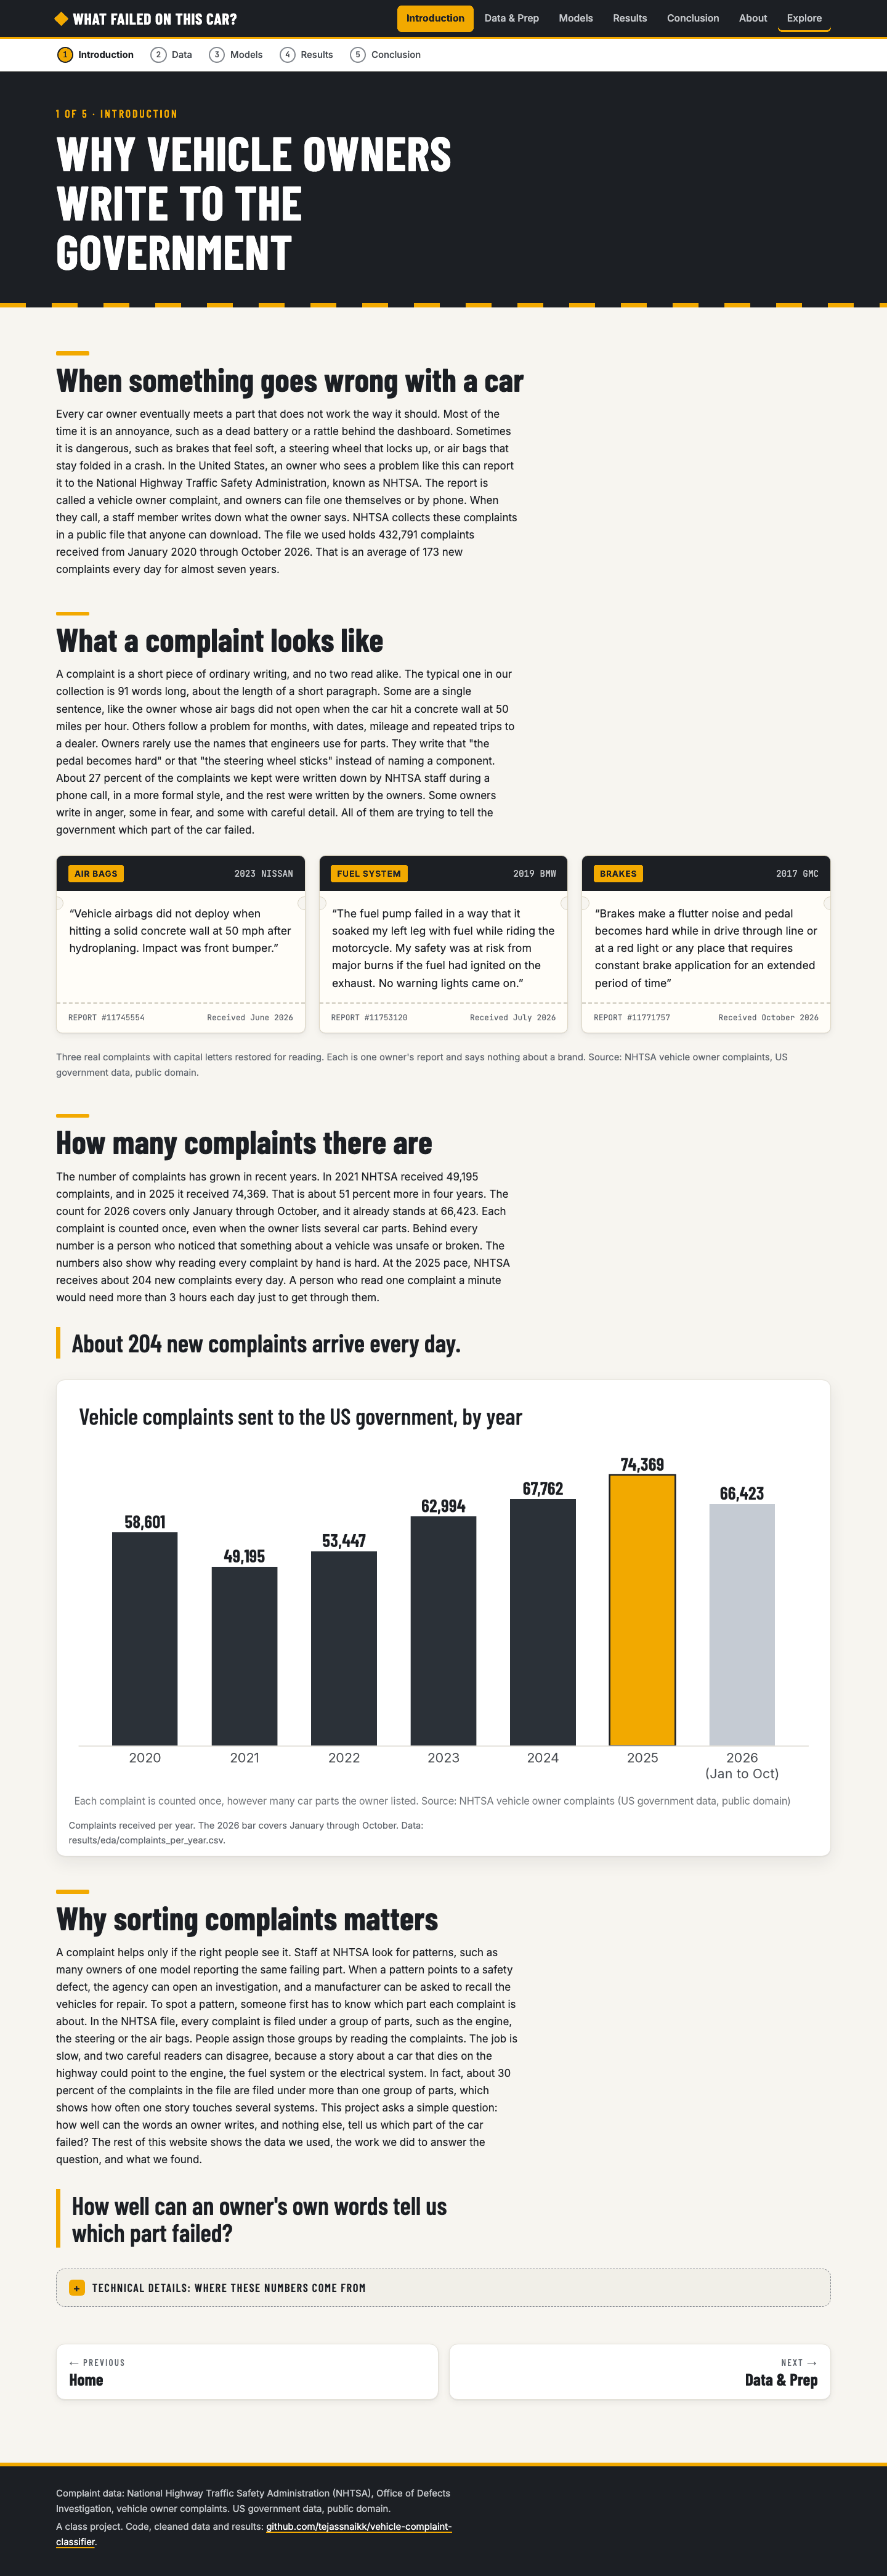 WHAT FAILED ON THIS CAR?
Introduction
Data & Prep
Models
Results
Conclusion
About
Explore
1 Introduction
2 Data
3 Models
4 Results
5 Conclusion
1 OF 5 · INTRODUCTION
WHY VEHICLE OWNERS
WRITE TO THE
GOVERNMENT
When something goes wrong with a car
Every car owner eventually meets a part that does not work the way it should. Most of the
time it is an annoyance, such as a dead battery or a rattle behind the dashboard. Sometimes
it is dangerous, such as brakes that feel soft, a steering wheel that locks up, or air bags that
stay folded in a crash. In the United States, an owner who sees a problem like this can report
it to the National Highway Traffic Safety Administration, known as NHTSA. The report is
called a vehicle owner complaint, and owners can file one themselves or by phone. When
they call, a staff member writes down what the owner says. NHTSA collects these complaints
in a public file that anyone can download. The file we used holds 432,791 complaints
received from January 2020 through October 2026. That is an average of 173 new
complaints every day for almost seven years.
What a complaint looks like
A complaint is a short piece of ordinary writing, and no two read alike. The typical one in our
collection is 91 words long, about the length of a short paragraph. Some are a single
sentence, like the owner whose air bags did not open when the car hit a concrete wall at 50
miles per hour. Others follow a problem for months, with dates, mileage and repeated trips to
a dealer. Owners rarely use the names that engineers use for parts. They write that "the
pedal becomes hard" or that "the steering wheel sticks" instead of naming a component.
About 27 percent of the complaints we kept were written down by NHTSA staff during a
phone call, in a more formal style, and the rest were written by the owners. Some owners
write in anger, some in fear, and some with careful detail. All of them are trying to tell the
government which part of the car failed.
AIR BAGS
2023 NISSAN
“Vehicle airbags did not deploy when
hitting a solid concrete wall at 50 mph after
hydroplaning. Impact was front bumper.”
REPORT #11745554
Received June 2026
FUEL SYSTEM
2019 BMW
“The fuel pump failed in a way that it
soaked my left leg with fuel while riding the
motorcycle. My safety was at risk from
major burns if the fuel had ignited on the
exhaust. No warning lights came on.”
REPORT #11753120
Received July 2026
BRAKES
2017 GMC
“Brakes make a flutter noise and pedal
becomes hard while in drive through line or
at a red light or any place that requires
constant brake application for an extended
period of time”
REPORT #11771757
Received October 2026
Three real complaints with capital letters restored for reading. Each is one owner's report and says nothing about a brand. Source: NHTSA vehicle owner complaints, US
government data, public domain.
How many complaints there are
The number of complaints has grown in recent years. In 2021 NHTSA received 49,195
complaints, and in 2025 it received 74,369. That is about 51 percent more in four years. The
count for 2026 covers only January through October, and it already stands at 66,423. Each
complaint is counted once, even when the owner lists several car parts. Behind every
number is a person who noticed that something about a vehicle was unsafe or broken. The
numbers also show why reading every complaint by hand is hard. At the 2025 pace, NHTSA
receives about 204 new complaints every day. A person who read one complaint a minute
would need more than 3 hours each day just to get through them.
About 204 new complaints arrive every day.
Vehicle complaints sent to the US government, by year
58,601
49,195
53,447
62,994
67,762
74,369
66,423
2020
2021
2022
2023
2024
2025
2026
(Jan to Oct)
Each complaint is counted once, however many car parts the owner listed. Source: NHTSA vehicle owner complaints (US government data, public domain)
Complaints received per year. The 2026 bar covers January through October. Data:
results/eda/complaints_per_year.csv.
Why sorting complaints matters
A complaint helps only if the right people see it. Staff at NHTSA look for patterns, such as
many owners of one model reporting the same failing part. When a pattern points to a safety
defect, the agency can open an investigation, and a manufacturer can be asked to recall the
vehicles for repair. To spot a pattern, someone first has to know which part each complaint is
about. In the NHTSA file, every complaint is filed under a group of parts, such as the engine,
the steering or the air bags. People assign those groups by reading the complaints. The job is
slow, and two careful readers can disagree, because a story about a car that dies on the
highway could point to the engine, the fuel system or the electrical system. In fact, about 30
percent of the complaints in the file are filed under more than one group of parts, which
shows how often one story touches several systems. This project asks a simple question:
how well can the words an owner writes, and nothing else, tell us which part of the car
failed? The rest of this website shows the data we used, the work we did to answer the
question, and what we found.
How well can an owner's own words tell us
which part failed?
+ TECHNICAL DETAILS: WHERE THESE NUMBERS COME FROM
← PREVIOUS
Home
NEXT →
Data & Prep
Complaint data: National Highway Traffic Safety Administration (NHTSA), Office of Defects
Investigation, vehicle owner complaints. US government data, public domain.
A class project. Code, cleaned data and results: github.com/tejassnaikk/vehicle-complaint-
classifier.